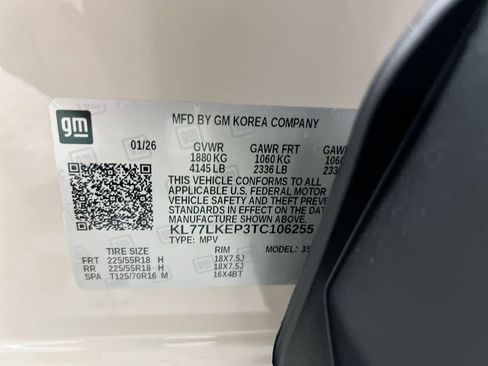 gm
MFD BY GM KOREA COMPANY
01/26 GVWR GAWR FRT
1880 KG 1060 KG 1060
4145 LB 2336 LB
THIS VEHICLE CONFORMS TO ALL
APPLICABLE U.S. FEDERAL MOTOR
VEHICLE SAFETY AND THEFT
STANDARDS IN EFFECT ON THE DATE
OF MANUFACTURE SHOWN ABOVE.
KL77LKEP3TC106255
TYPE: MPV MODEL:
TIRE SIZE RIM
FRT 225/55R18 H 18X7.5J
RR 225/55R18 H 18X7.5J
SPA T125/70R16 M 16X4BT